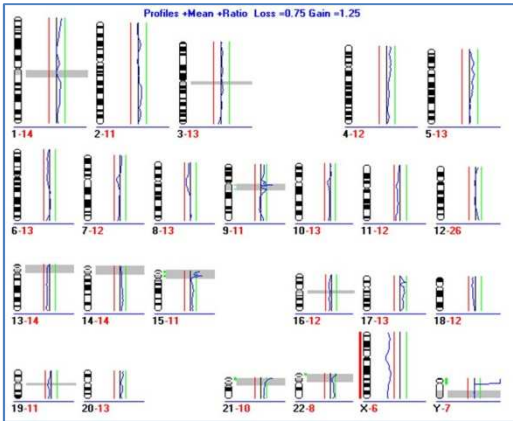 Profiles +Mean +Ratio Loss =0.75 Gain =1.25
1-14 2-11 3-13 4-12 5-13
6-13 7-12 8-13 9-11 10-13 11-12 12-26
13-14 14-14 15-11 16-12 17-13 18-12
19-11 20-13 21-10 22-8 X-6 Y-7